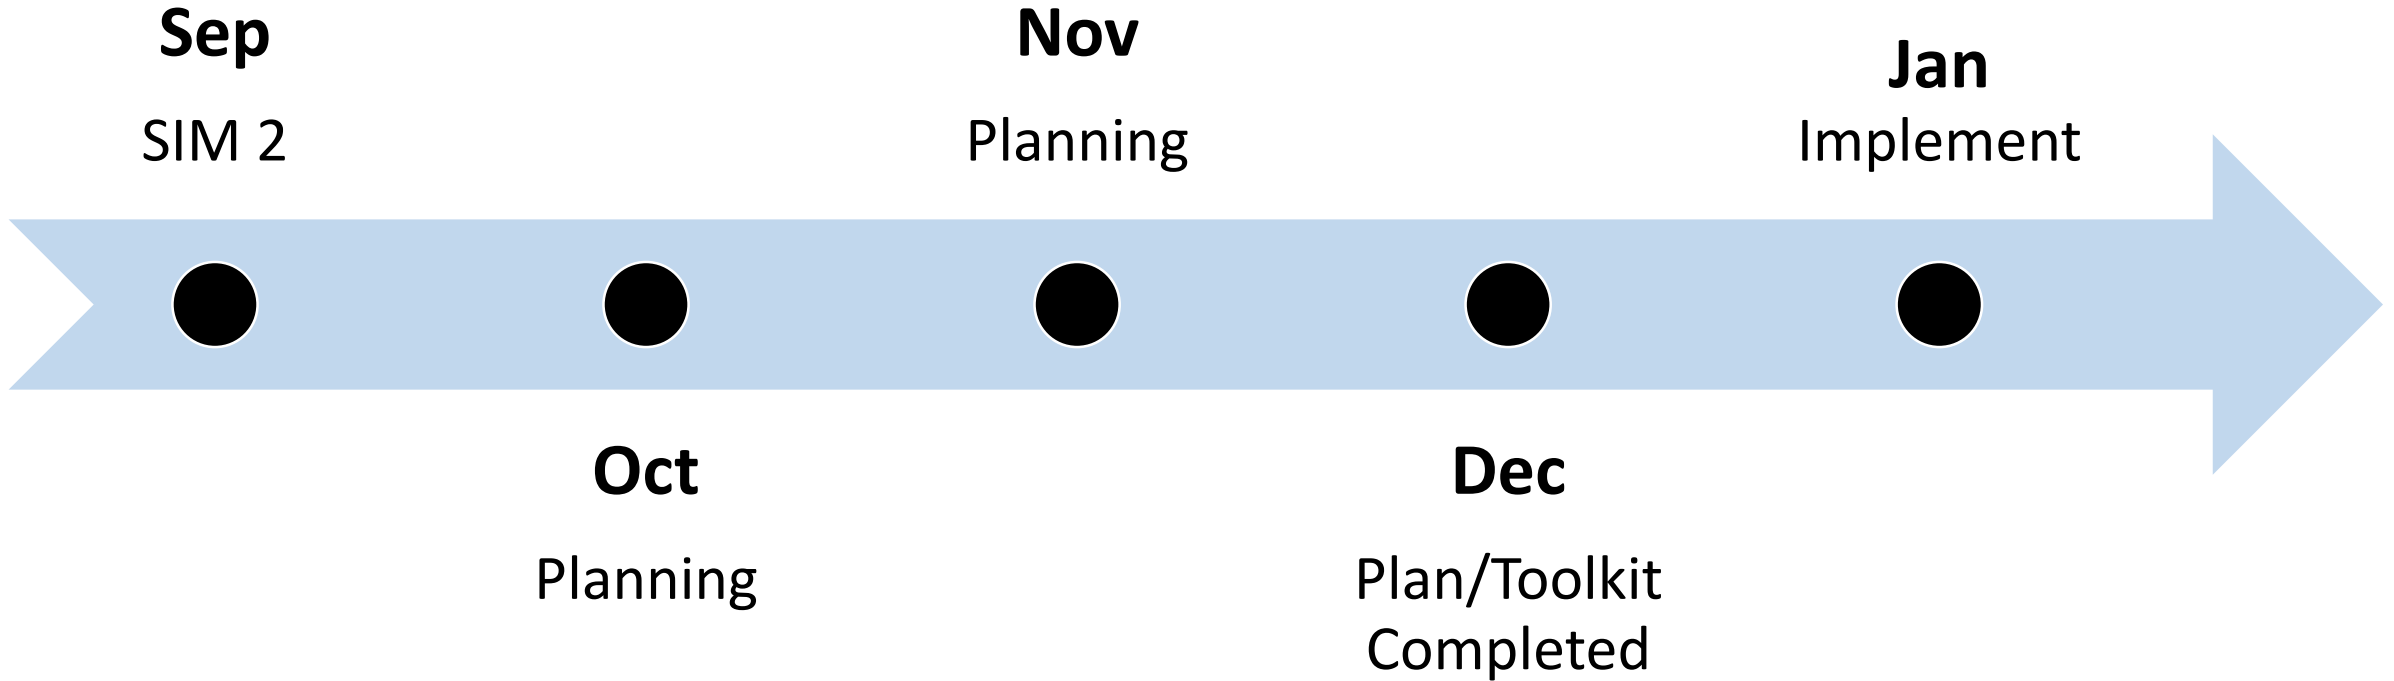 Sep
SIM 2
Oct
Planning
Nov
Planning
Dec
Plan/Toolkit
Completed
Jan
Implement